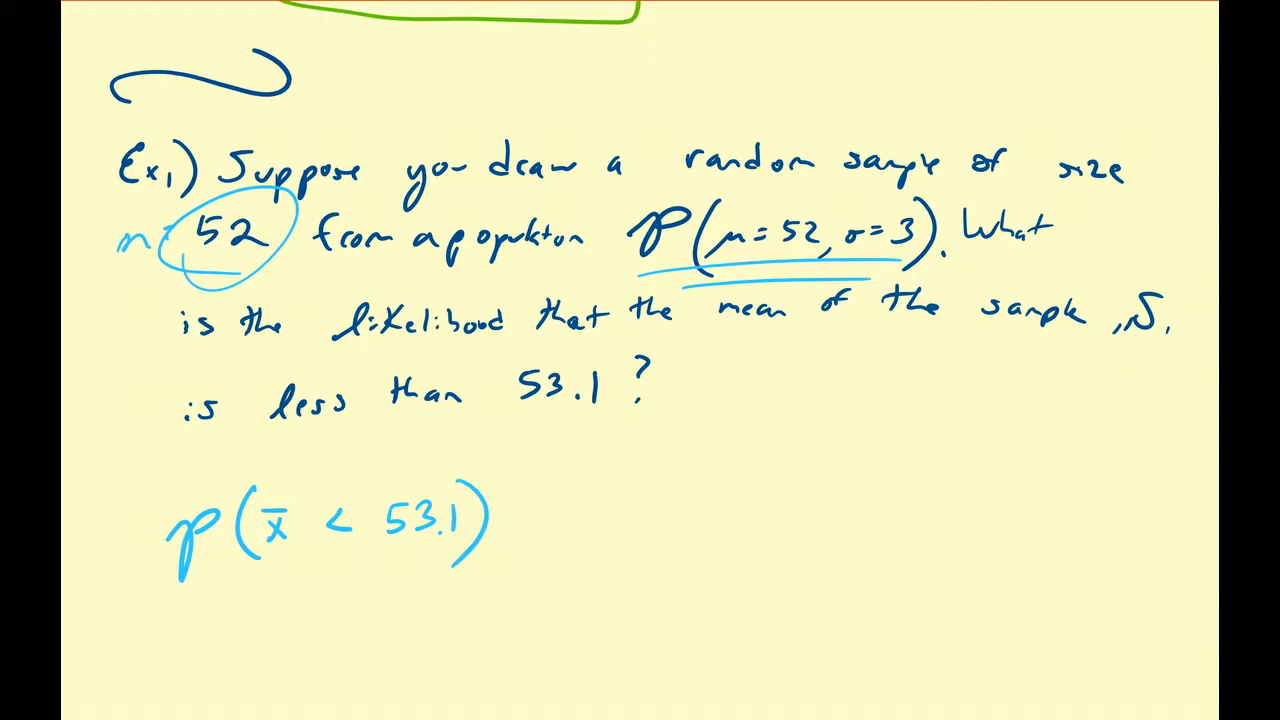 Ex,) Suppose you draw a random sample of size
n = 52 from a population P(μ = 52, σ = 3). What
is the likelihood that the mean of the sample, S,
is less than 53.1?
P(x̄ < 53.1)